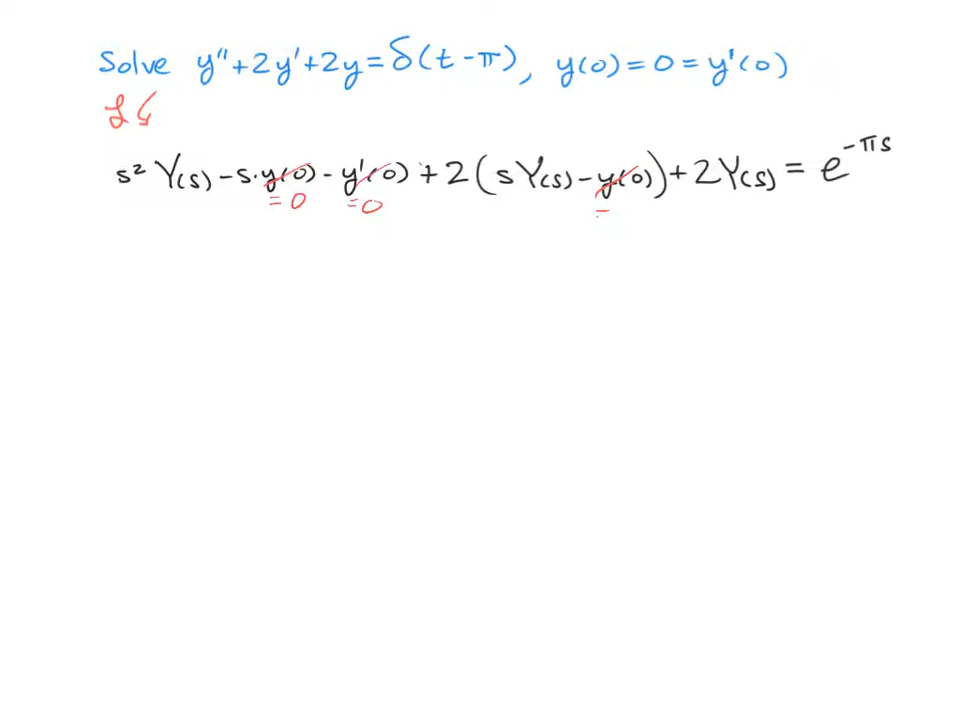 Solve y''+2y'+2y=δ(t-π), y(0)=0=y'(0)
ℒ↓
s² Y(s) - s·y(0) - y'(0) + 2(sY(s) - y(0)) + 2Y(s) = e^{-πs}
=0 =0 =